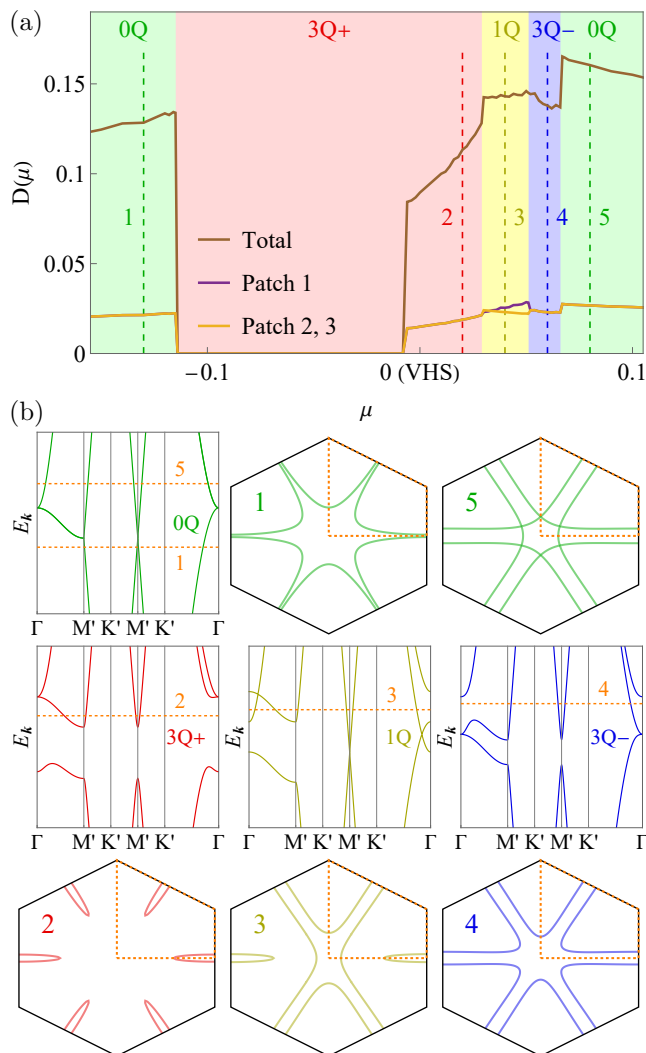 (a)
0Q 3Q+ 1Q 3Q− 0Q
0.15
0.1
0.05
0
D(μ)
1 2 3 4 5
Total
Patch 1
Patch 2, 3
−0.1 0 (VHS) 0.1
μ
(b)
E_k
5
0Q
1
Γ M' K' M' K' Γ
1
5
E_k
2
3Q+
Γ M' K' M' K' Γ
E_k
3
1Q
Γ M' K' M' K' Γ
E_k
4
3Q−
Γ M' K' M' K' Γ
2
3
4